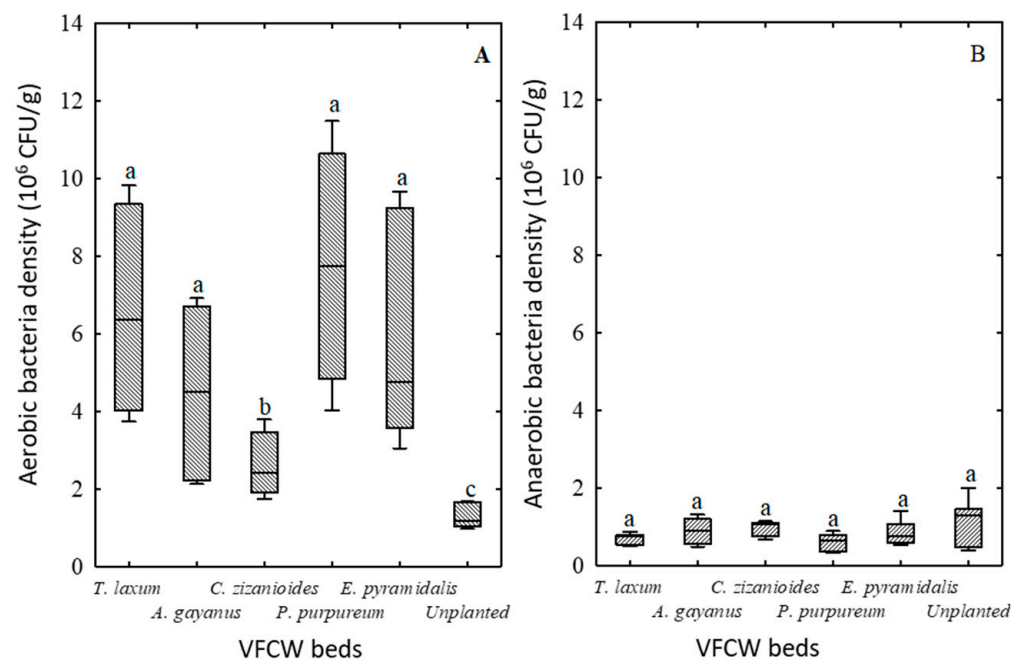 Aerobic bacteria density (10⁶ CFU/g)
14
12
10
8
6
4
2
0
A
a
a
b
a
a
c
T. laxum
C. zizanioides
E. pyramidalis
A. gayanus
P. purpureum
Unplanted
VFCW beds
Anaerobic bacteria density (10⁶ CFU/g)
14
12
10
8
6
4
2
0
B
a
a
a
a
a
a
T. laxum
C. zizanioides
E. pyramidalis
A. gayanus
P. purpureum
Unplanted
VFCW beds